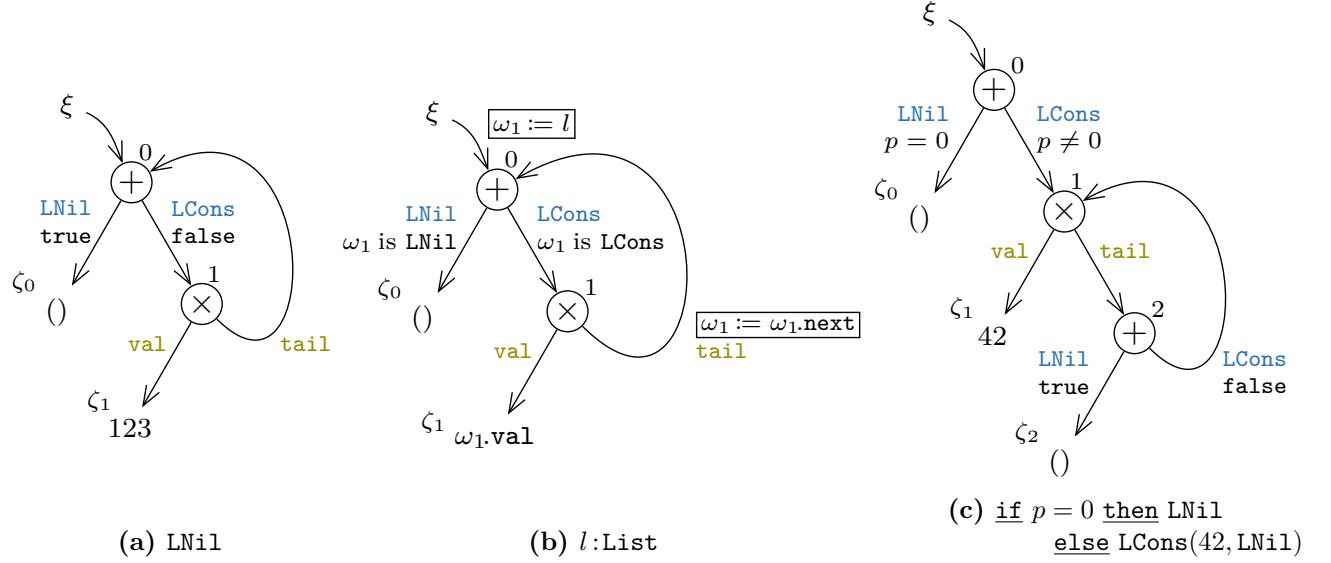 ξ
0
+
LNil
true
LCons
false
ζ₀
()
1
×
val
tail
ζ₁
123
(a) LNil
ξ
ω₁ := l
0
+
LNil
ω₁ is LNil
LCons
ω₁ is LCons
ζ₀
()
1
×
val
ω₁ := ω₁.next
tail
ζ₁
ω₁.val
(b) l:List
ξ
0
+
LNil
p = 0
LCons
p ≠ 0
ζ₀
()
1
×
val
tail
ζ₁
42
2
+
LNil
true
LCons
false
ζ₂
()
(c) if p = 0 then LNil
else LCons(42, LNil)